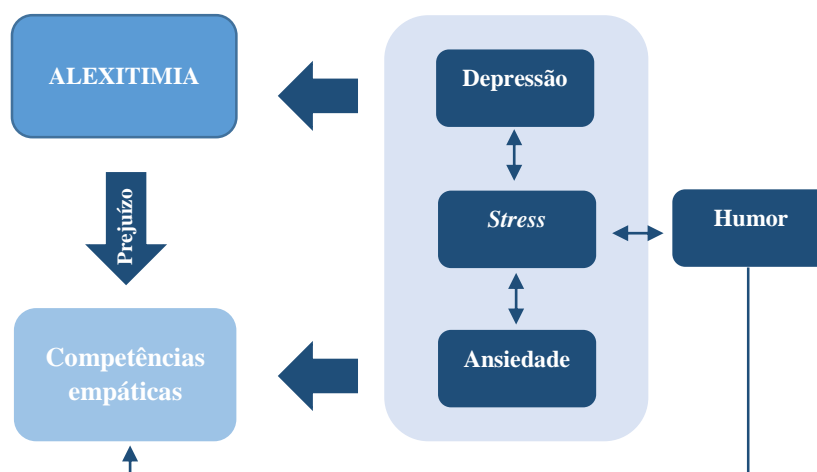 ALEXITIMIA
Depressão
Prejuízo
Stress
Humor
Competências
empáticas
Ansiedade